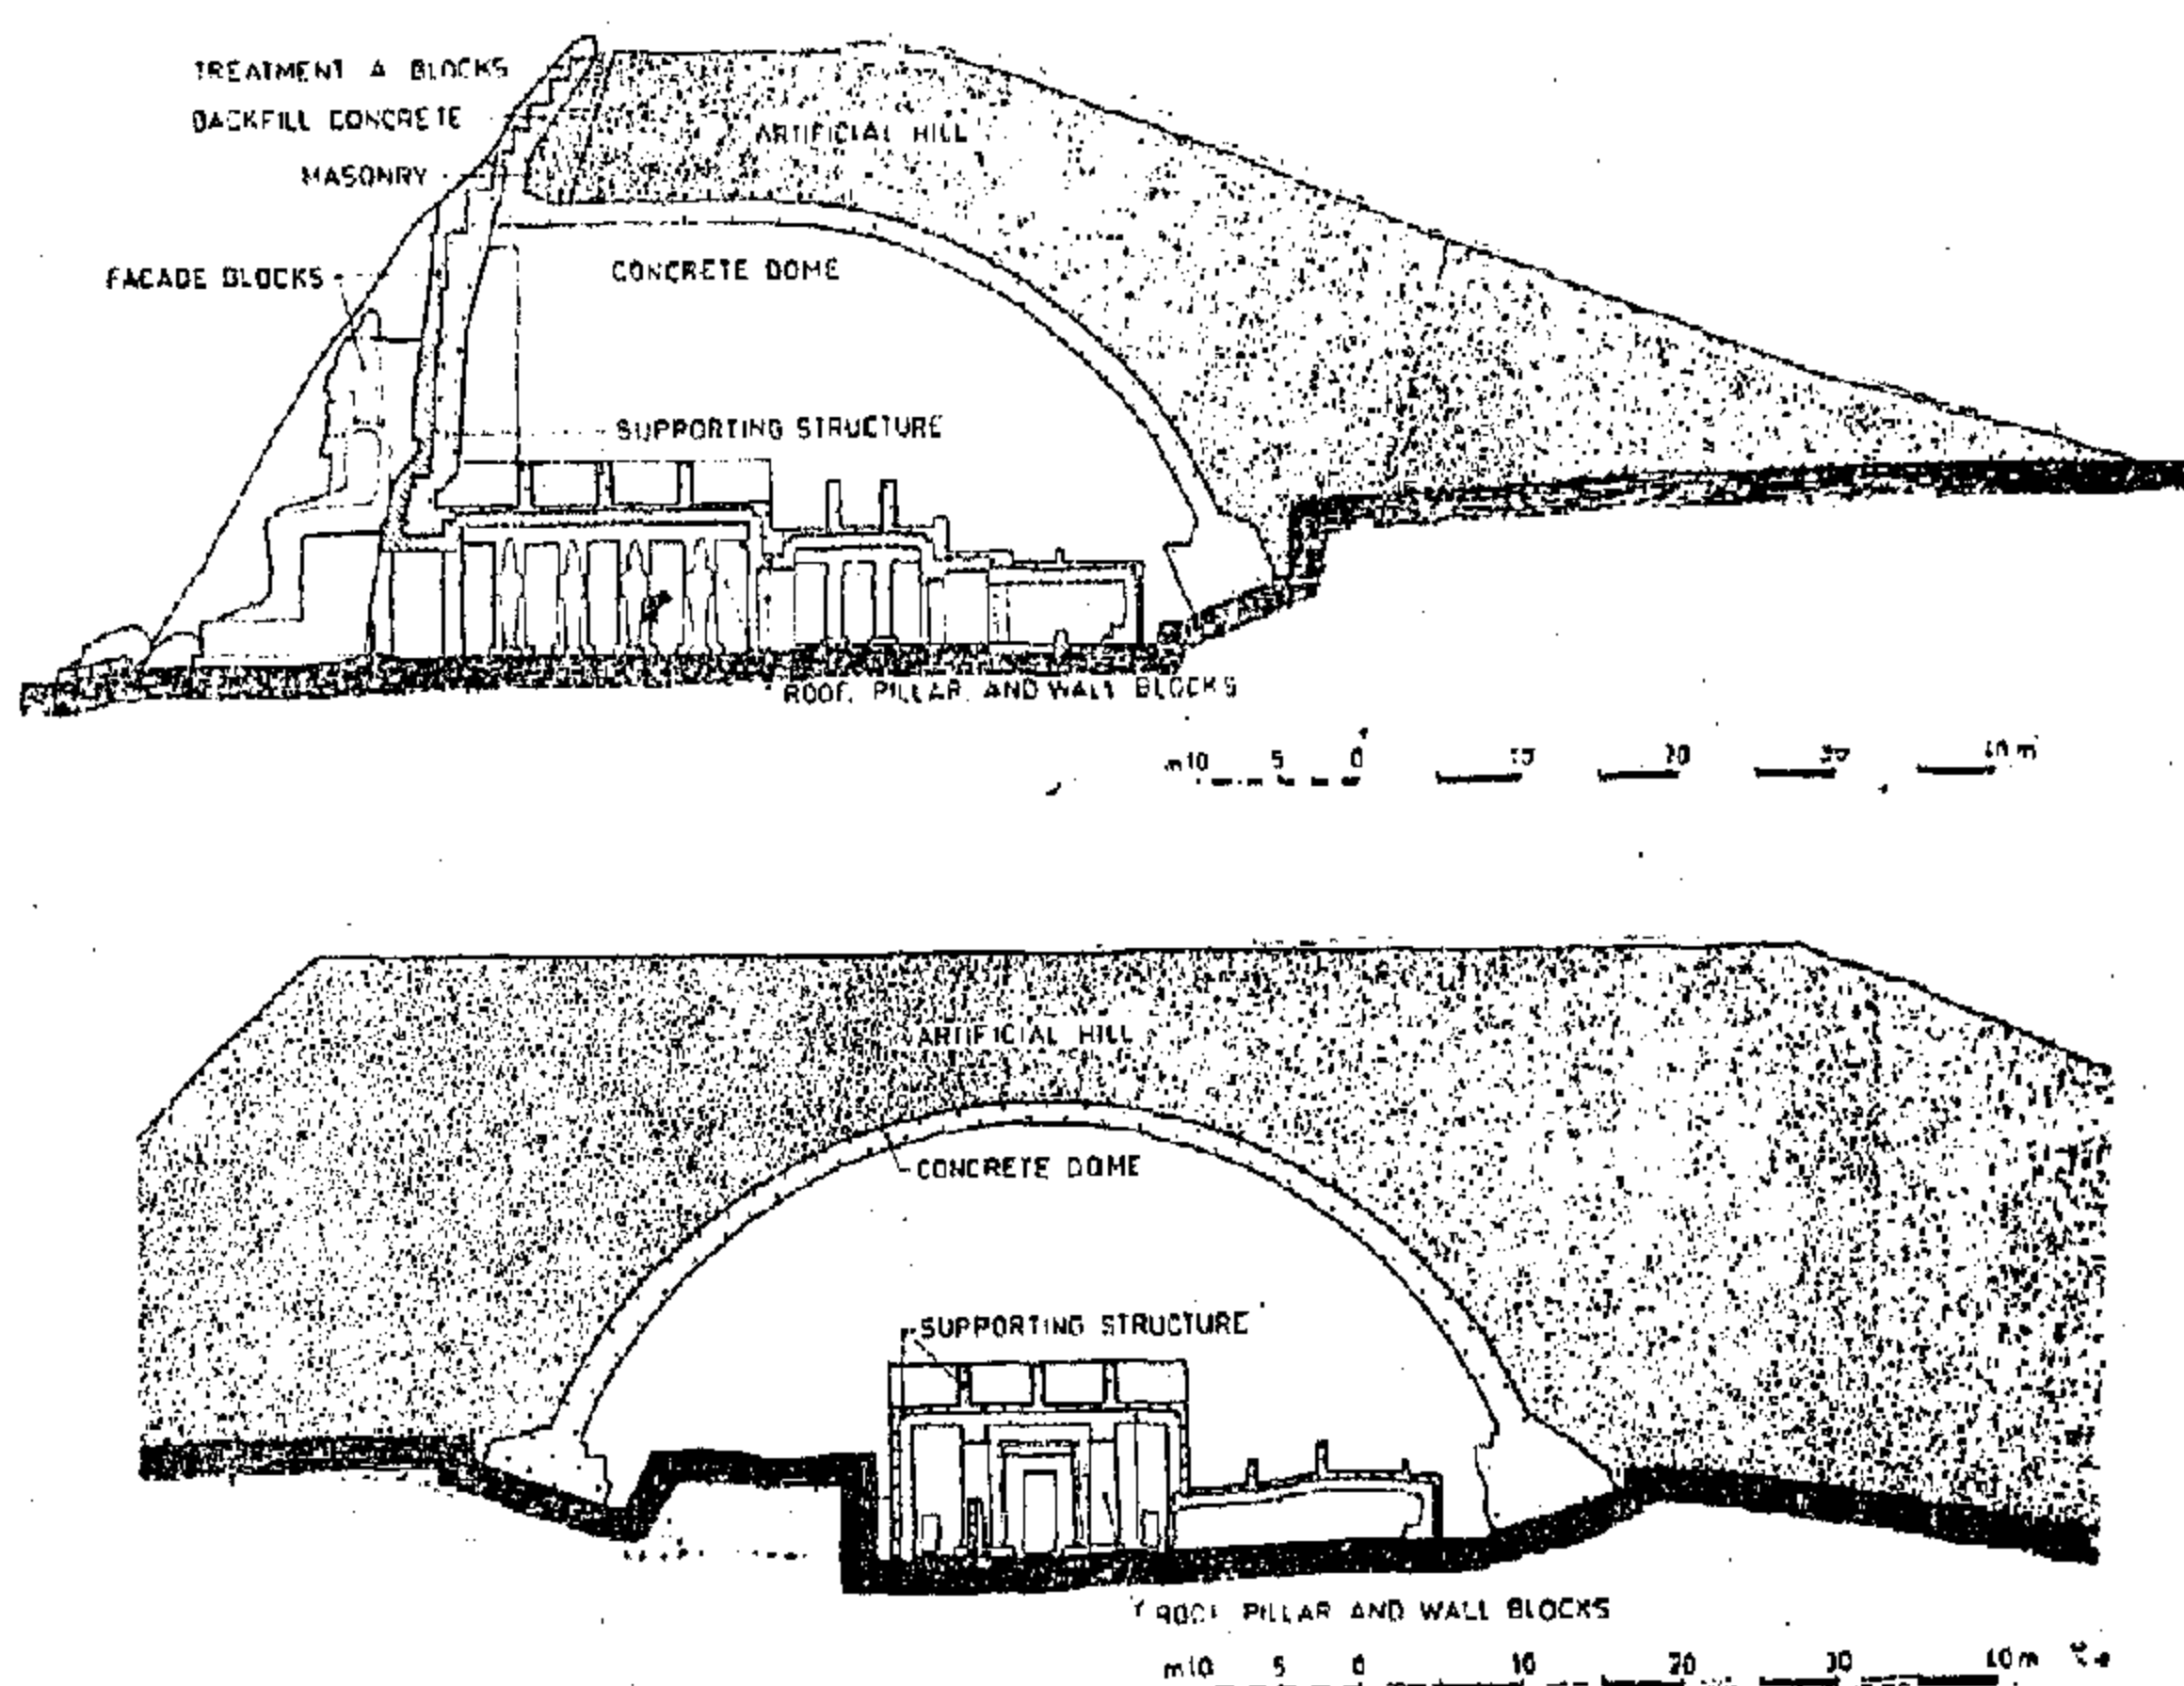 TREATMENT A BLOCKS
BACKFILL CONCRETE
MASONRY
ARTIFICIAL HILL
FACADE BLOCKS
CONCRETE DOME
SUPPORTING STRUCTURE
ROOF, PILLAR, AND WALL BLOCKS
m10 5 0 10 20 30 40 m
ARTIFICIAL HILL
CONCRETE DOME
SUPPORTING STRUCTURE
ROOF PILLAR AND WALL BLOCKS
m10 5 0 10 20 30 40 m